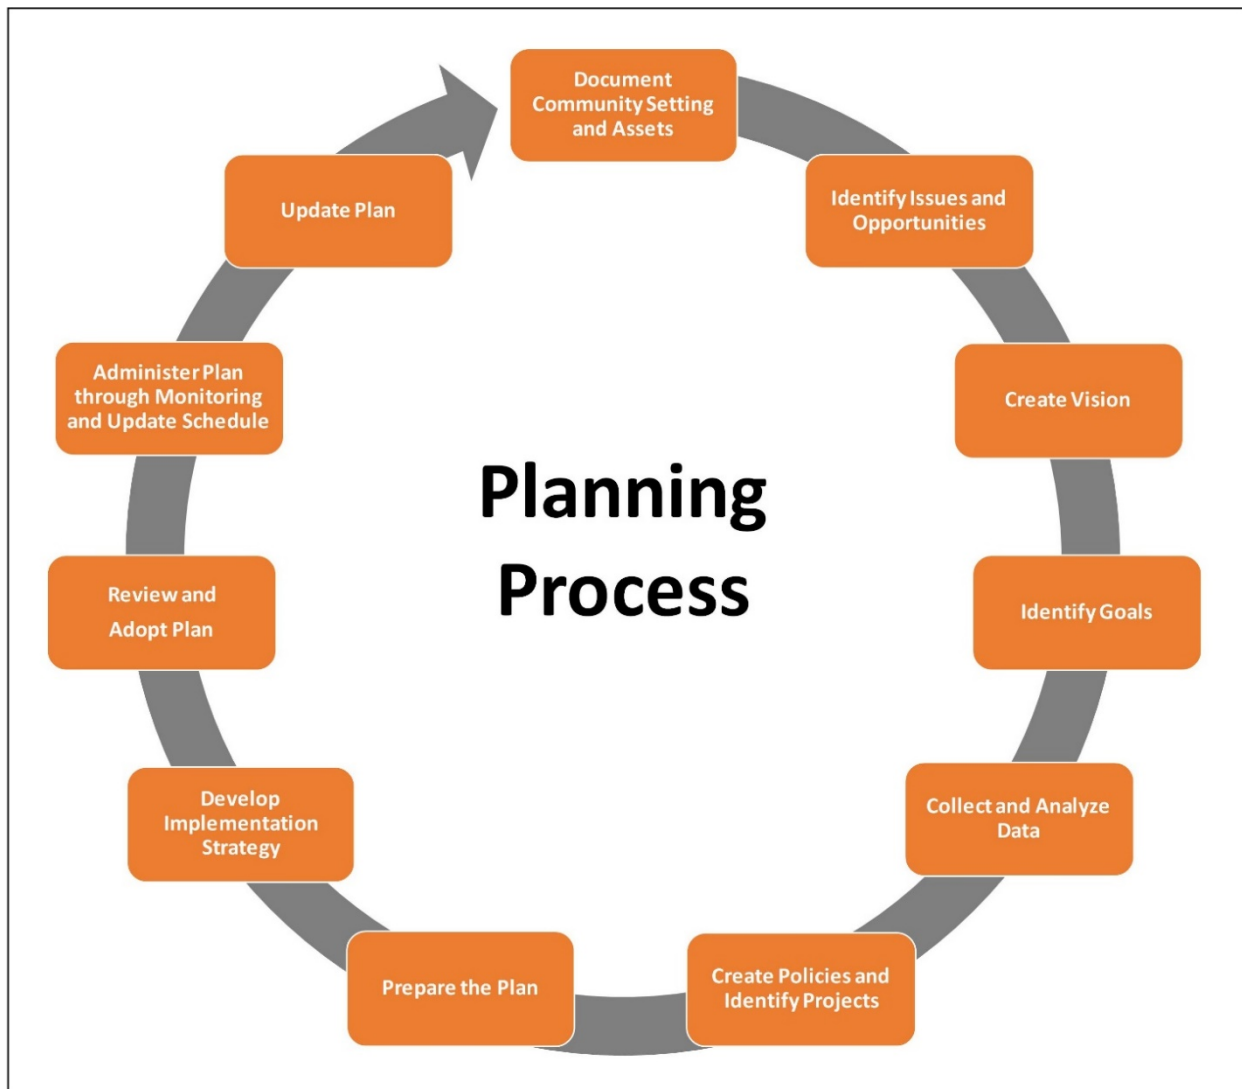 Document
Community Setting
and Assets
Identify Issues and
Opportunities
Create Vision
Identify Goals
Collect and Analyze
Data
Create Policies and
Identify Projects
Prepare the Plan
Develop
Implementation
Strategy
Review and
Adopt Plan
Administer Plan
through Monitoring
and Update Schedule
Update Plan
Planning
Process